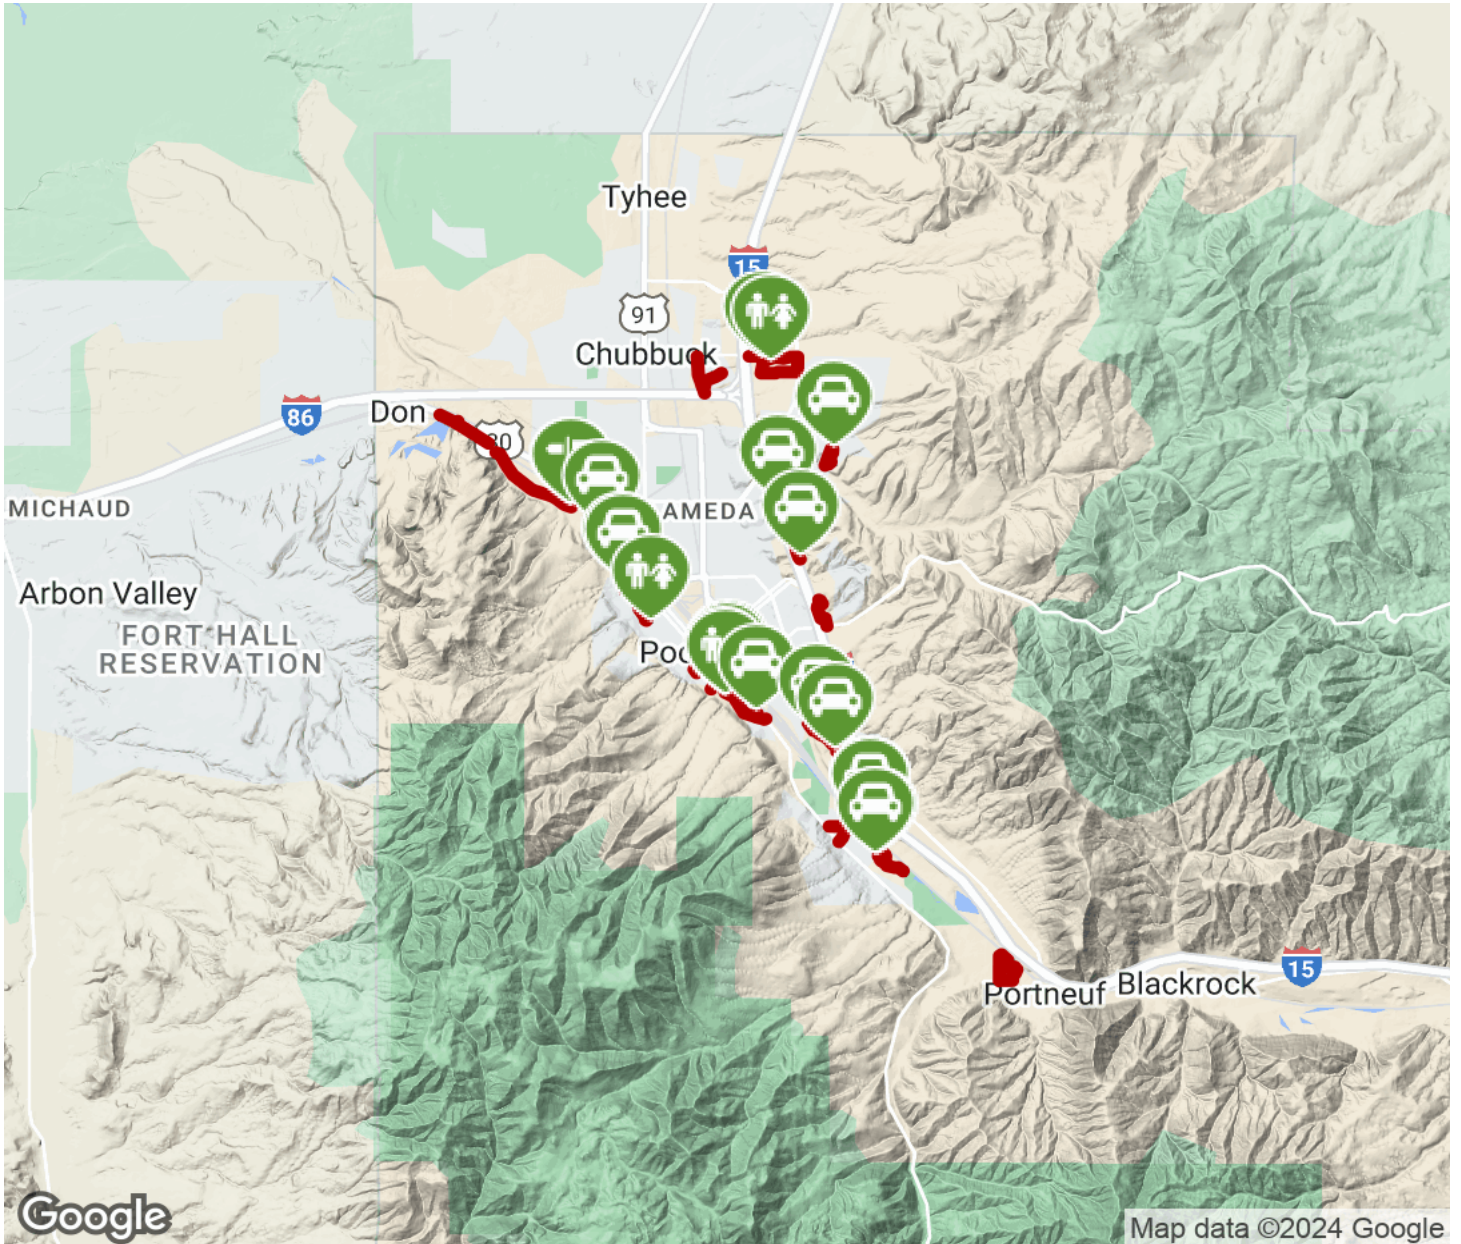 Tyhee
15
91
Chubbuck
86
Don
30
MICHAUD
AMEDA
Arbon Valley
FORT HALL
RESERVATION
Poc
15
Portneuf
Blackrock
Google
Map data ©2024 Google